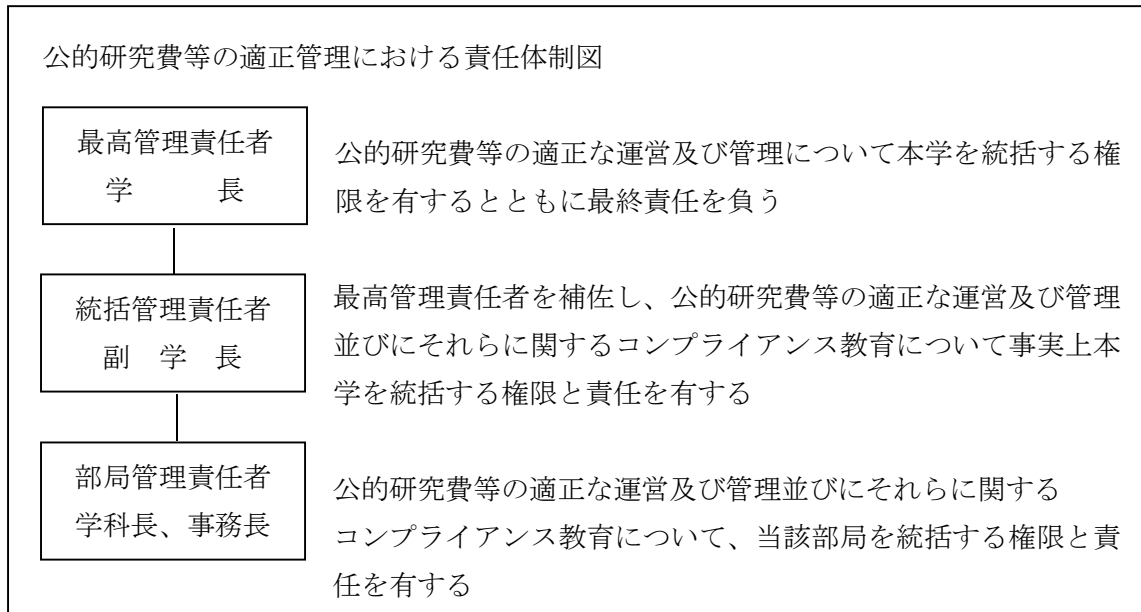 公的研究費等の適正管理における責任体制図
最高管理責任者
学　　　長
公的研究費等の適正な運営及び管理について本学を統括する権
限を有するとともに最終責任を負う
統括管理責任者
副　学　長
最高管理責任者を補佐し、公的研究費等の適正な運営及び管理
並びにそれらに関するコンプライアンス教育について事実上本
学を統括する権限と責任を有する
部局管理責任者
学科長、事務長
公的研究費等の適正な運営及び管理並びにそれらに関する
コンプライアンス教育について、当該部局を統括する権限と責
任を有する